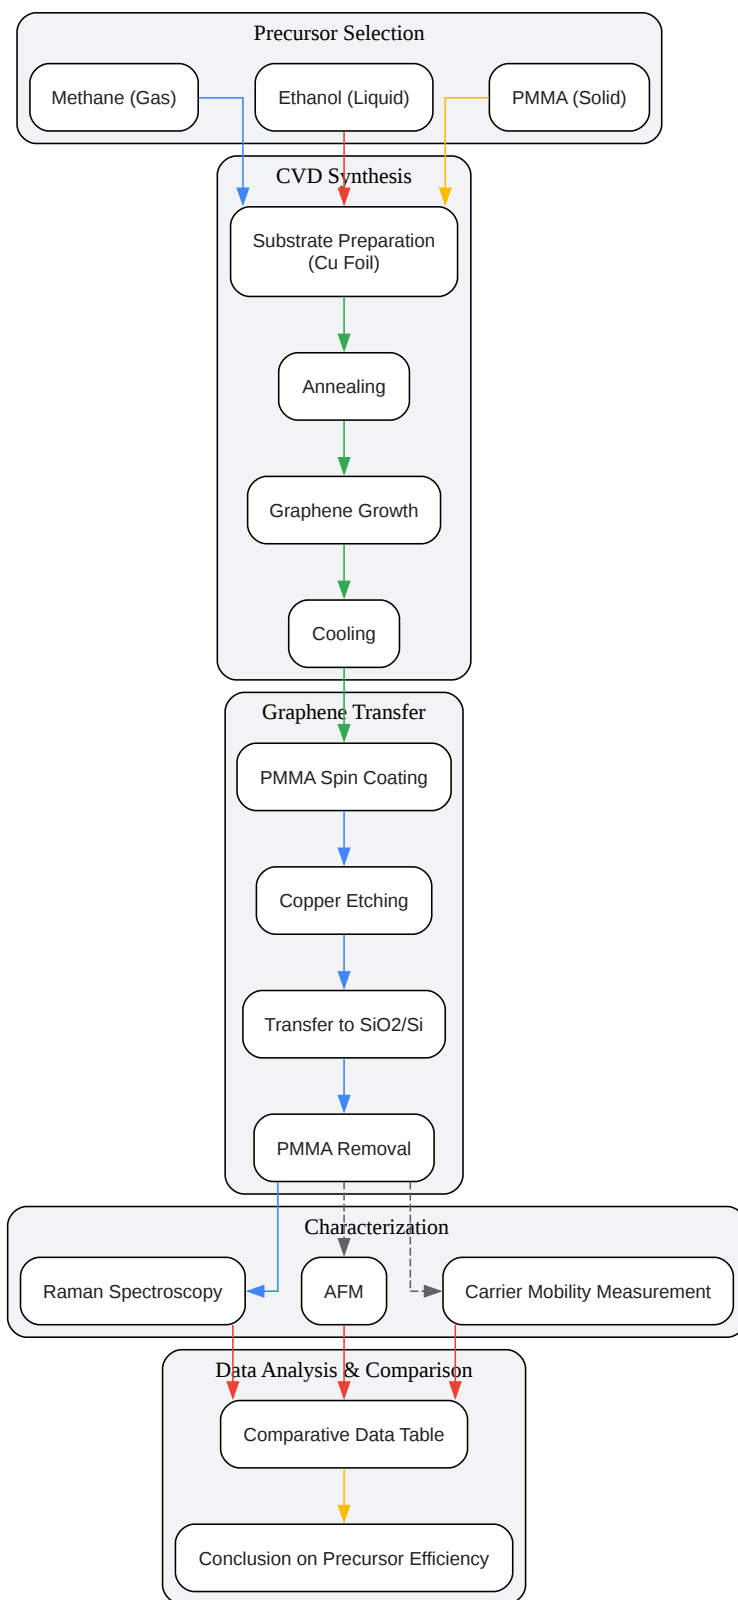 Precursor Selection
Methane (Gas)
Ethanol (Liquid)
PMMA (Solid)
CVD Synthesis
Substrate Preparation
(Cu Foil)
Annealing
Graphene Growth
Cooling
Graphene Transfer
PMMA Spin Coating
Copper Etching
Transfer to SiO2/Si
PMMA Removal
Characterization
Raman Spectroscopy
AFM
Carrier Mobility Measurement
Data Analysis & Comparison
Comparative Data Table
Conclusion on Precursor Efficiency